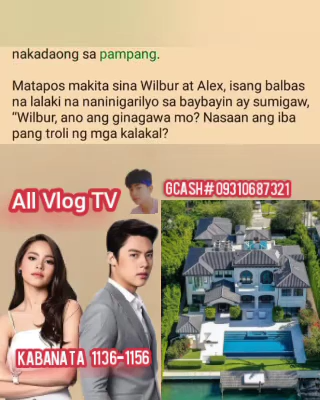 nakadaong sa pampang.
Matapos makita sina Wilbur at Alex, isang balbas
na lalaki na naninigarilyo sa baybayin ay sumigaw,
“Wilbur, ano ang ginagawa mo? Nasaan ang iba
pang troli ng mga kalakal?
GCASH#09310687321
All Vlog TV
KABANATA 1136-1156